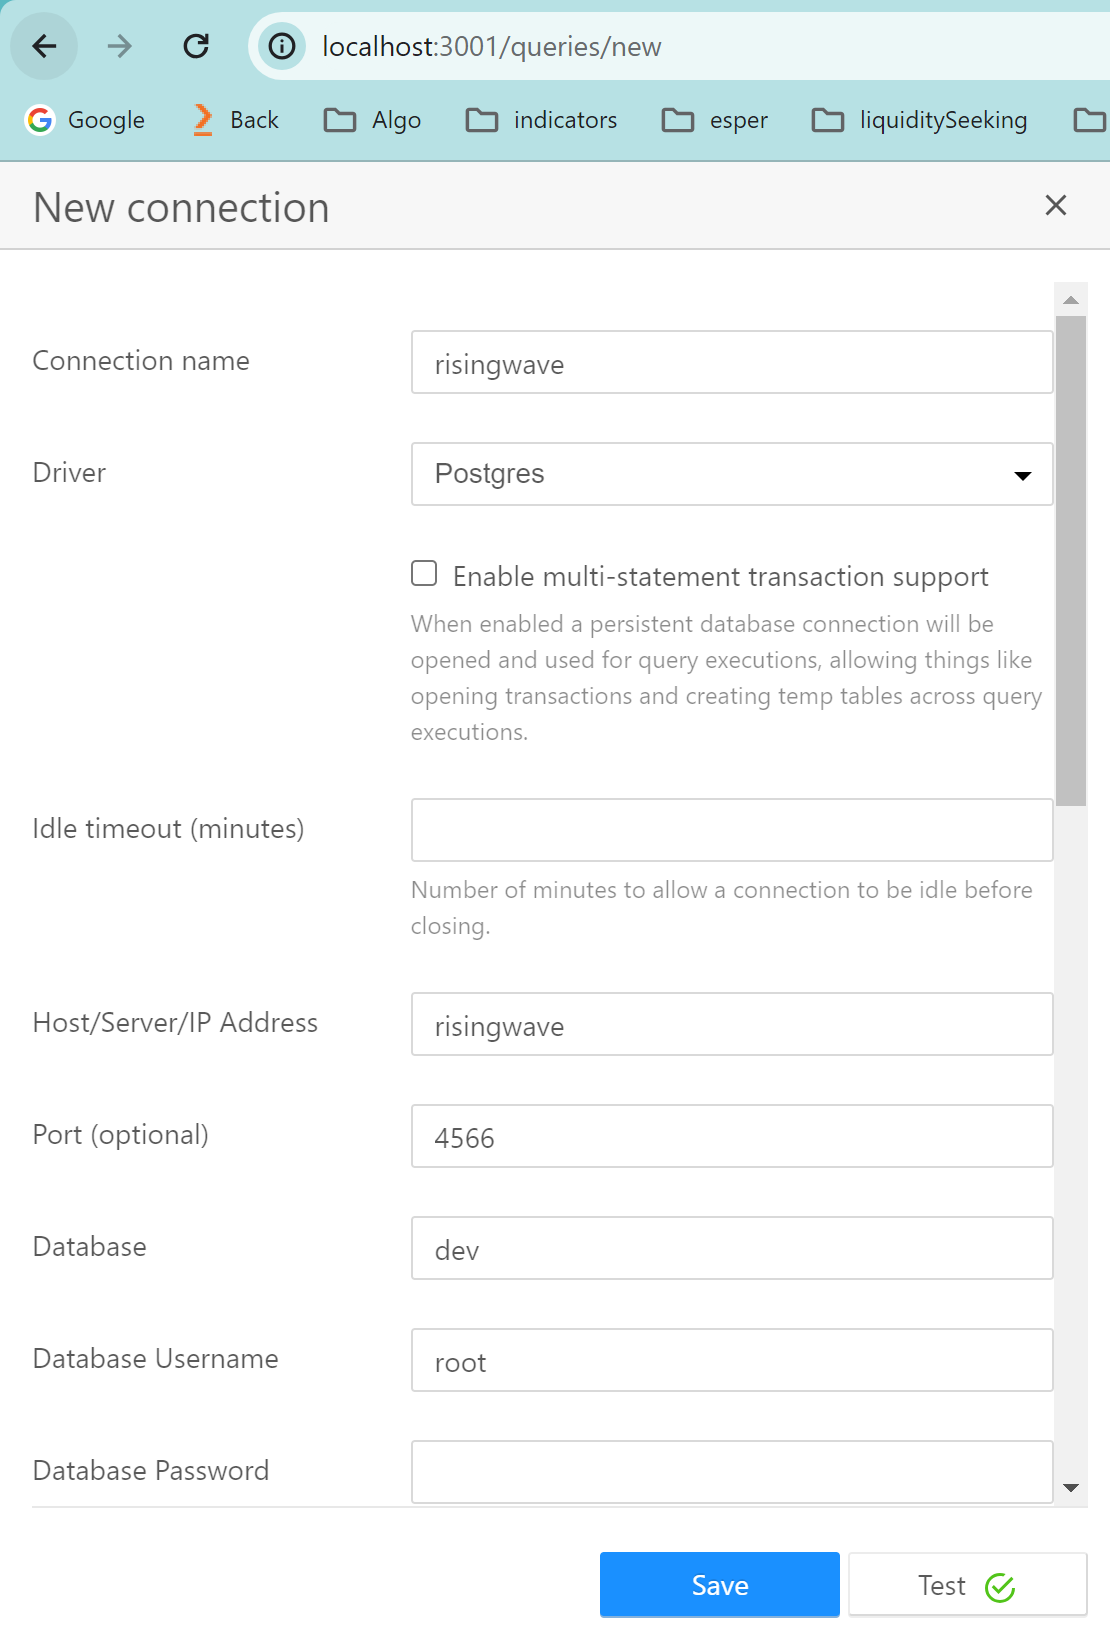 localhost:3001/queries/new
Google Back Algo indicators esper liquiditySeeking
New connection
Connection name risingwave
Driver Postgres
Enable multi-statement transaction support
When enabled a persistent database connection will be
opened and used for query executions, allowing things like
opening transactions and creating temp tables across query
executions.
Idle timeout (minutes)
Number of minutes to allow a connection to be idle before
closing.
Host/Server/IP Address risingwave
Port (optional) 4566
Database dev
Database Username root
Database Password
Save Test